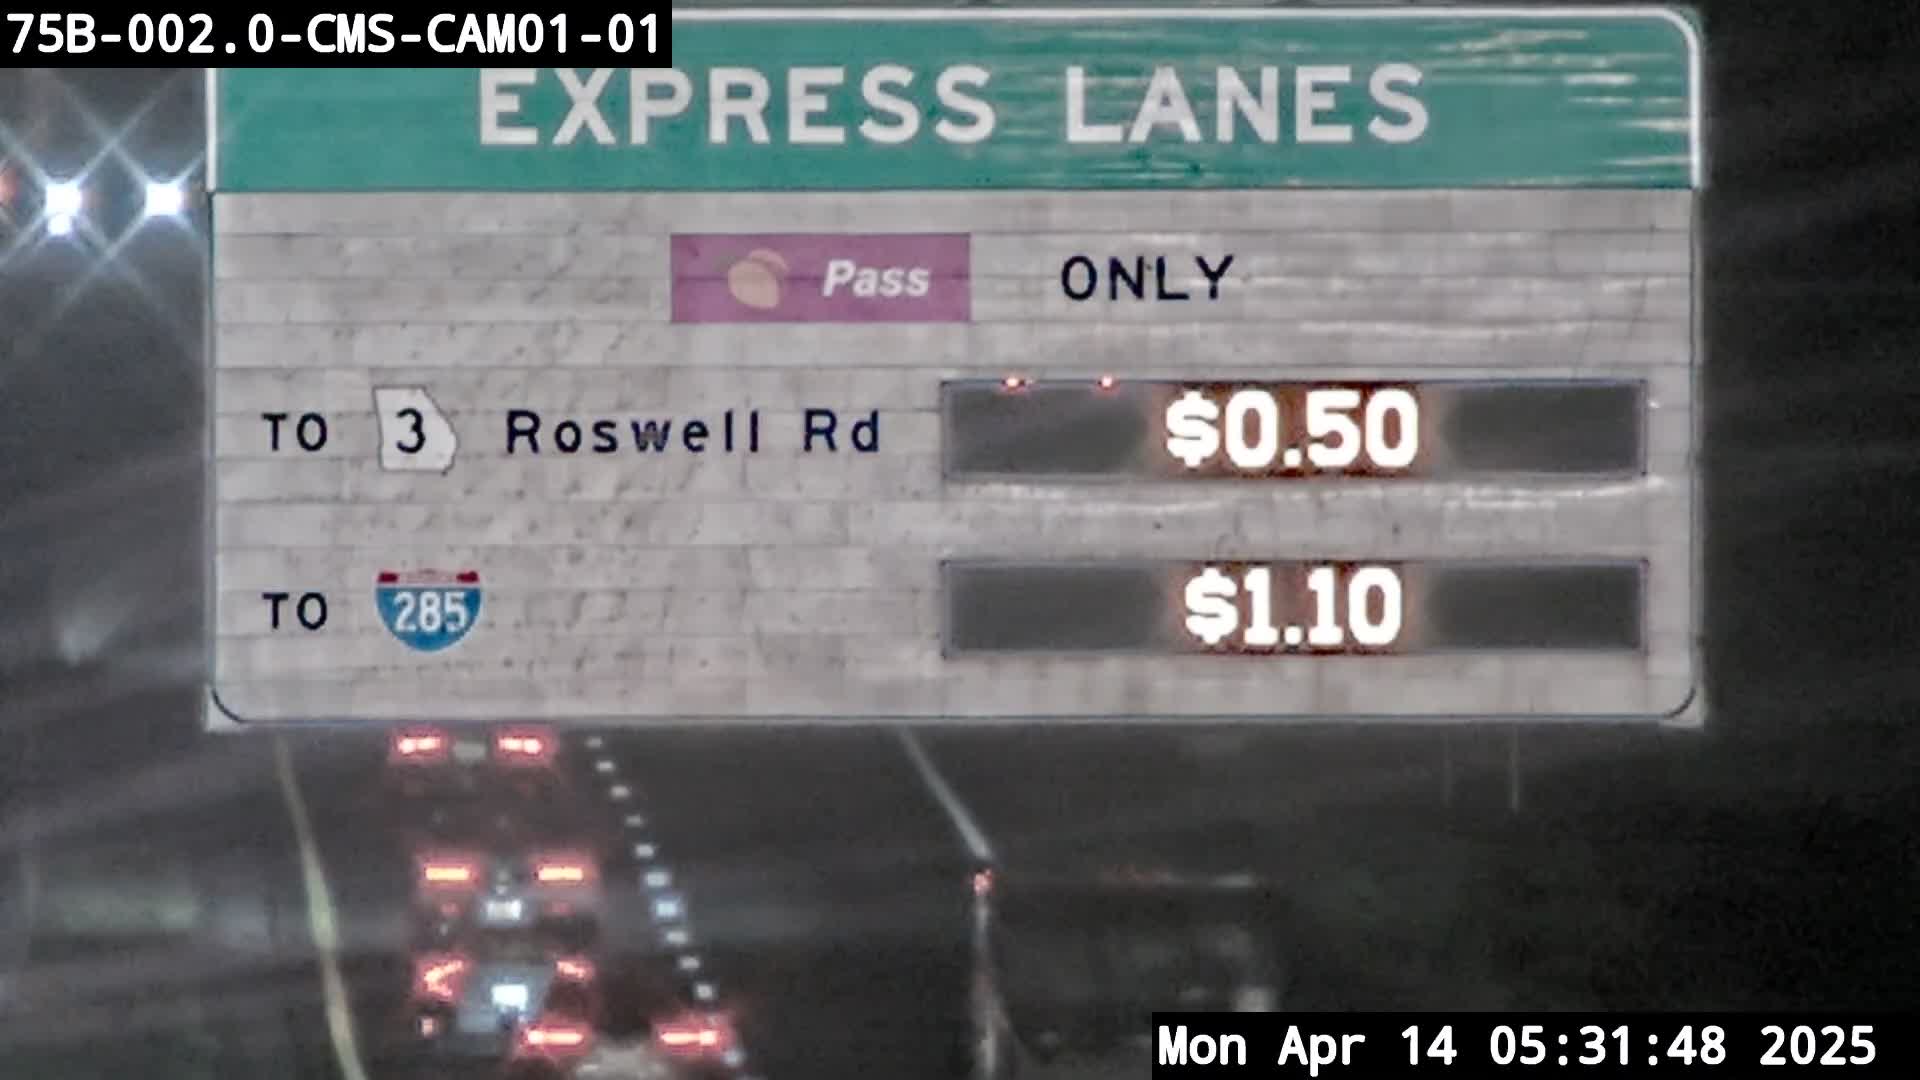 75B-002.0-CMS-CAM01-01
EXPRESS LANES
Pass ONLY
TO 3 Roswell Rd $0.50
TO 285 $1.10
Mon Apr 14 05:31:48 2025